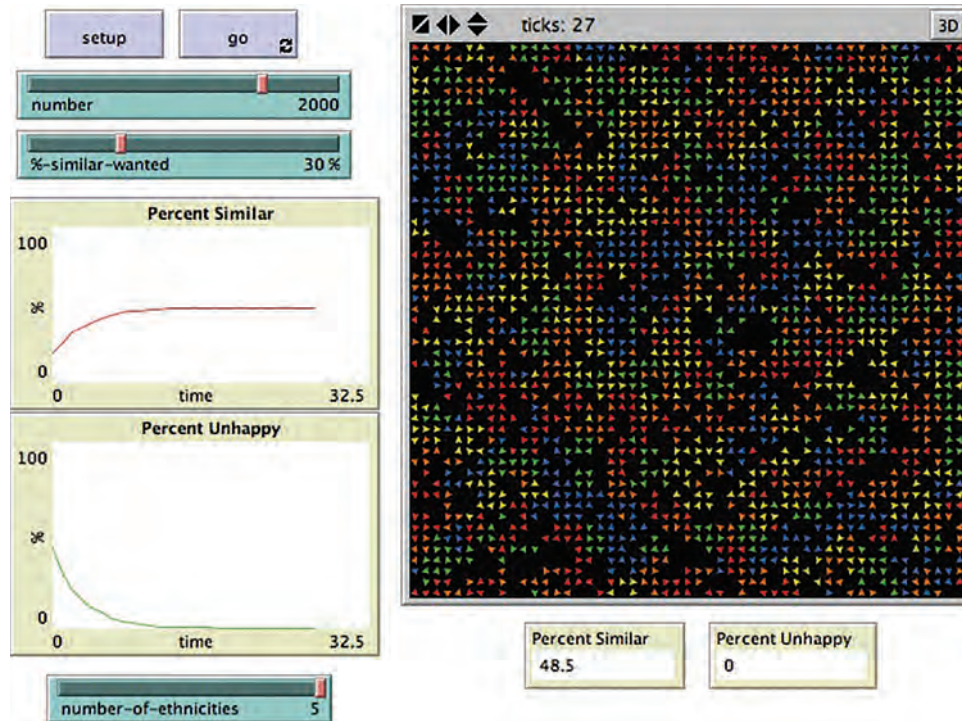 setup
go
number 2000
%-similar-wanted 30 %
Percent Similar
100
%
0
0 time 32.5
Percent Unhappy
100
%
0
0 time 32.5
number-of-ethnicities 5
ticks: 27
3D
Percent Similar
48.5
Percent Unhappy
0